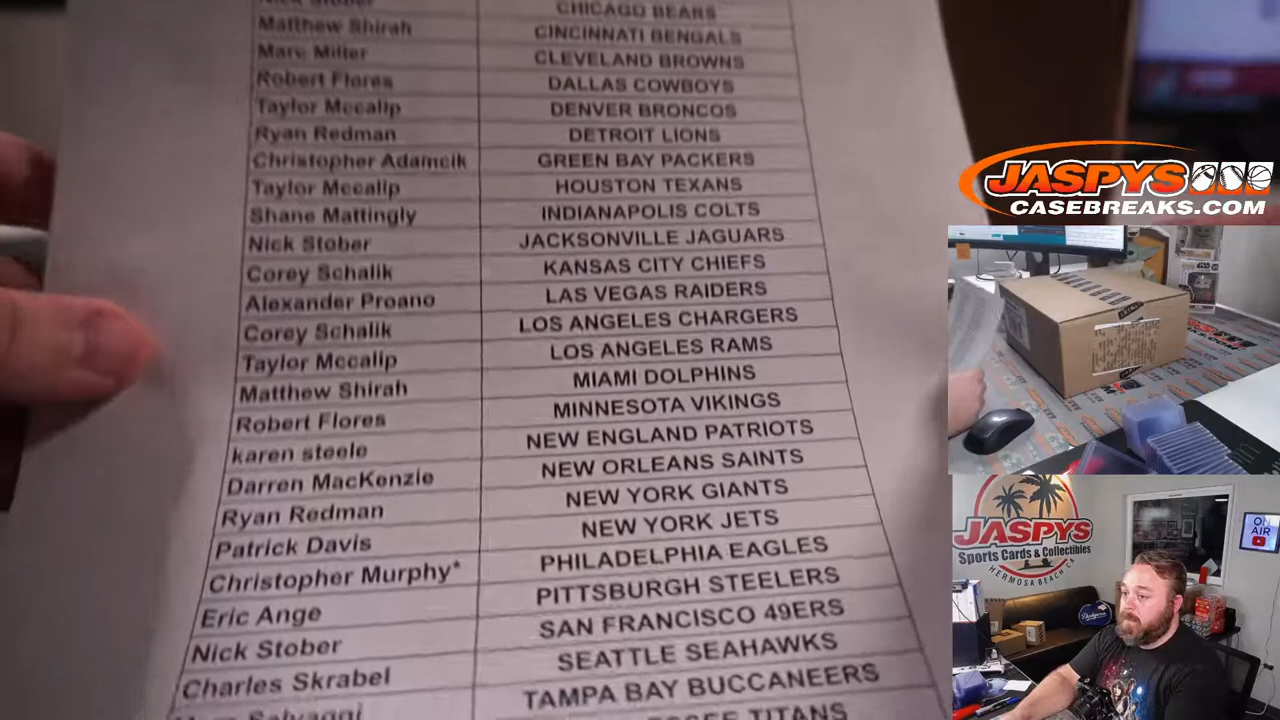 Nick Stober CHICAGO BEARS
Matthew Shirah CINCINNATI BENGALS
Marc Miller CLEVELAND BROWNS
Robert Flores DALLAS COWBOYS
Taylor Mccalip DENVER BRONCOS
Ryan Redman DETROIT LIONS
Christopher Adamcik GREEN BAY PACKERS
Taylor Mccalip HOUSTON TEXANS
Shane Mattingly INDIANAPOLIS COLTS
Nick Stober JACKSONVILLE JAGUARS
Corey Schalik KANSAS CITY CHIEFS
Alexander Proano LAS VEGAS RAIDERS
Corey Schalik LOS ANGELES CHARGERS
Taylor Mccalip LOS ANGELES RAMS
Matthew Shirah MIAMI DOLPHINS
Robert Flores MINNESOTA VIKINGS
karen steele NEW ENGLAND PATRIOTS
Darren MacKenzie NEW ORLEANS SAINTS
Ryan Redman NEW YORK GIANTS
Patrick Davis NEW YORK JETS
Christopher Murphy* PHILADELPHIA EAGLES
Eric Ange PITTSBURGH STEELERS
Nick Stober SAN FRANCISCO 49ERS
Charles Skrabel SEATTLE SEAHAWKS
Salvaggi TAMPA BAY BUCCANEERS
TITANS
JASPYS
CASEBREAKS.COM
JASPYS
Sports Cards & Collectibles
HERMOSA BEACH CA
ON AIR
Dodgers